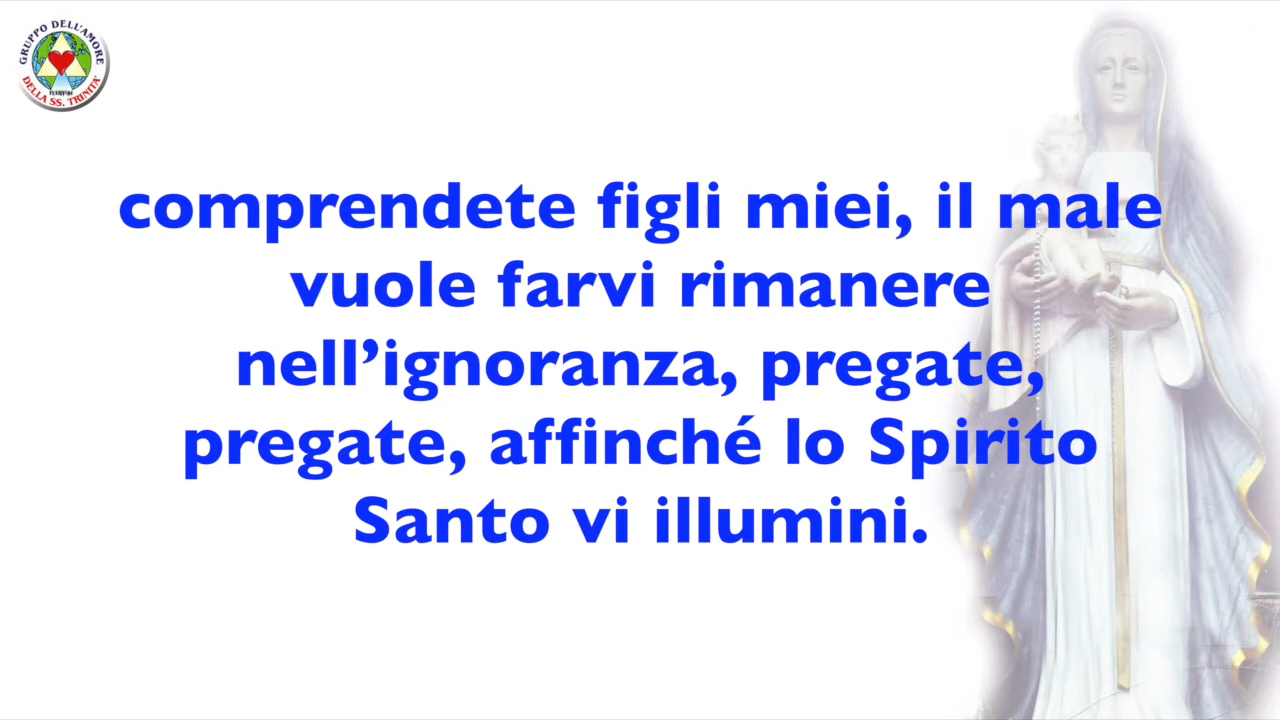 GRUPPO DELL'AMORE
DELLA SS. TRINITA'
comprendete figli miei, il male
vuole farvi rimanere
nell’ignoranza, pregate,
pregate, affinché lo Spirito
Santo vi illumini.